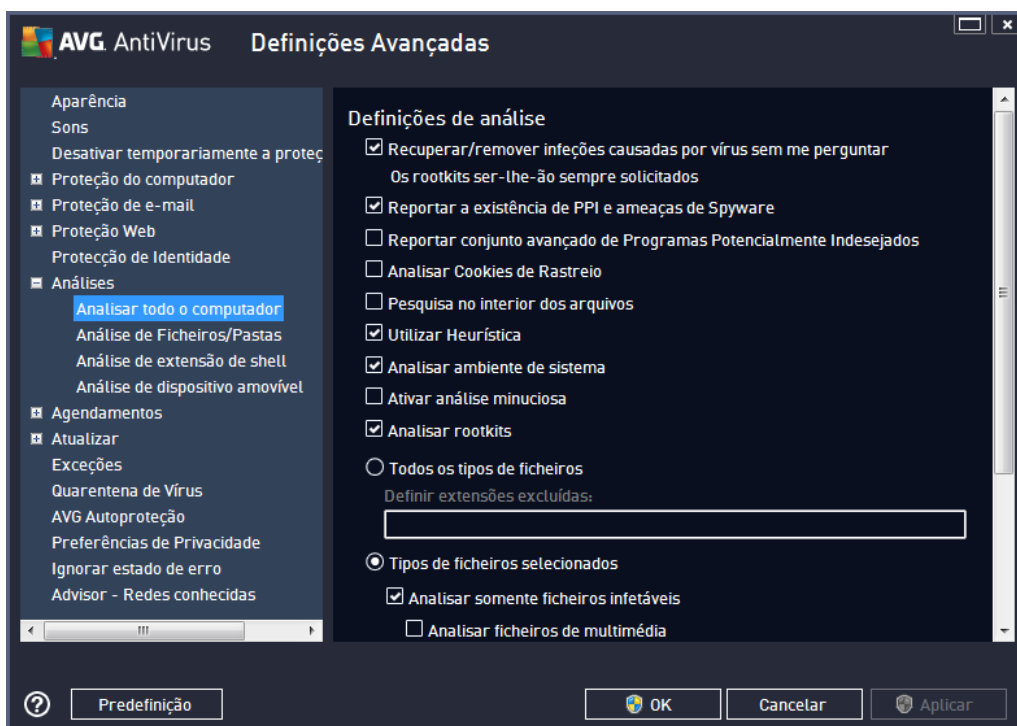 AVG AntiVirus Definições Avançadas
Aparência
Sons
Desativar temporariamente a proteç
Proteção do computador
Proteção de e-mail
Proteção Web
Protecção de Identidade
Análises
Analisar todo o computador
Análise de Ficheiros/Pastas
Análise de extensão de shell
Análise de dispositivo amovível
Agendamentos
Atualizar
Exceções
Quarentena de Vírus
AVG Autoproteção
Preferências de Privacidade
Ignorar estado de erro
Advisor - Redes conhecidas
Definições de análise
Recuperar/remover infeções causadas por vírus sem me perguntar
Os rootkits ser-lhe-ão sempre solicitados
Reportar a existência de PPI e ameaças de Spyware
Reportar conjunto avançado de Programas Potencialmente Indesejados
Analisar Cookies de Rastreio
Pesquisa no interior dos arquivos
Utilizar Heurística
Analisar ambiente de sistema
Ativar análise minuciosa
Analisar rootkits
Todos os tipos de ficheiros
Definir extensões excluídas:
Tipos de ficheiros selecionados
Analisar somente ficheiros infetáveis
Analisar ficheiros de multimédia
Predefinição
OK
Cancelar
Aplicar